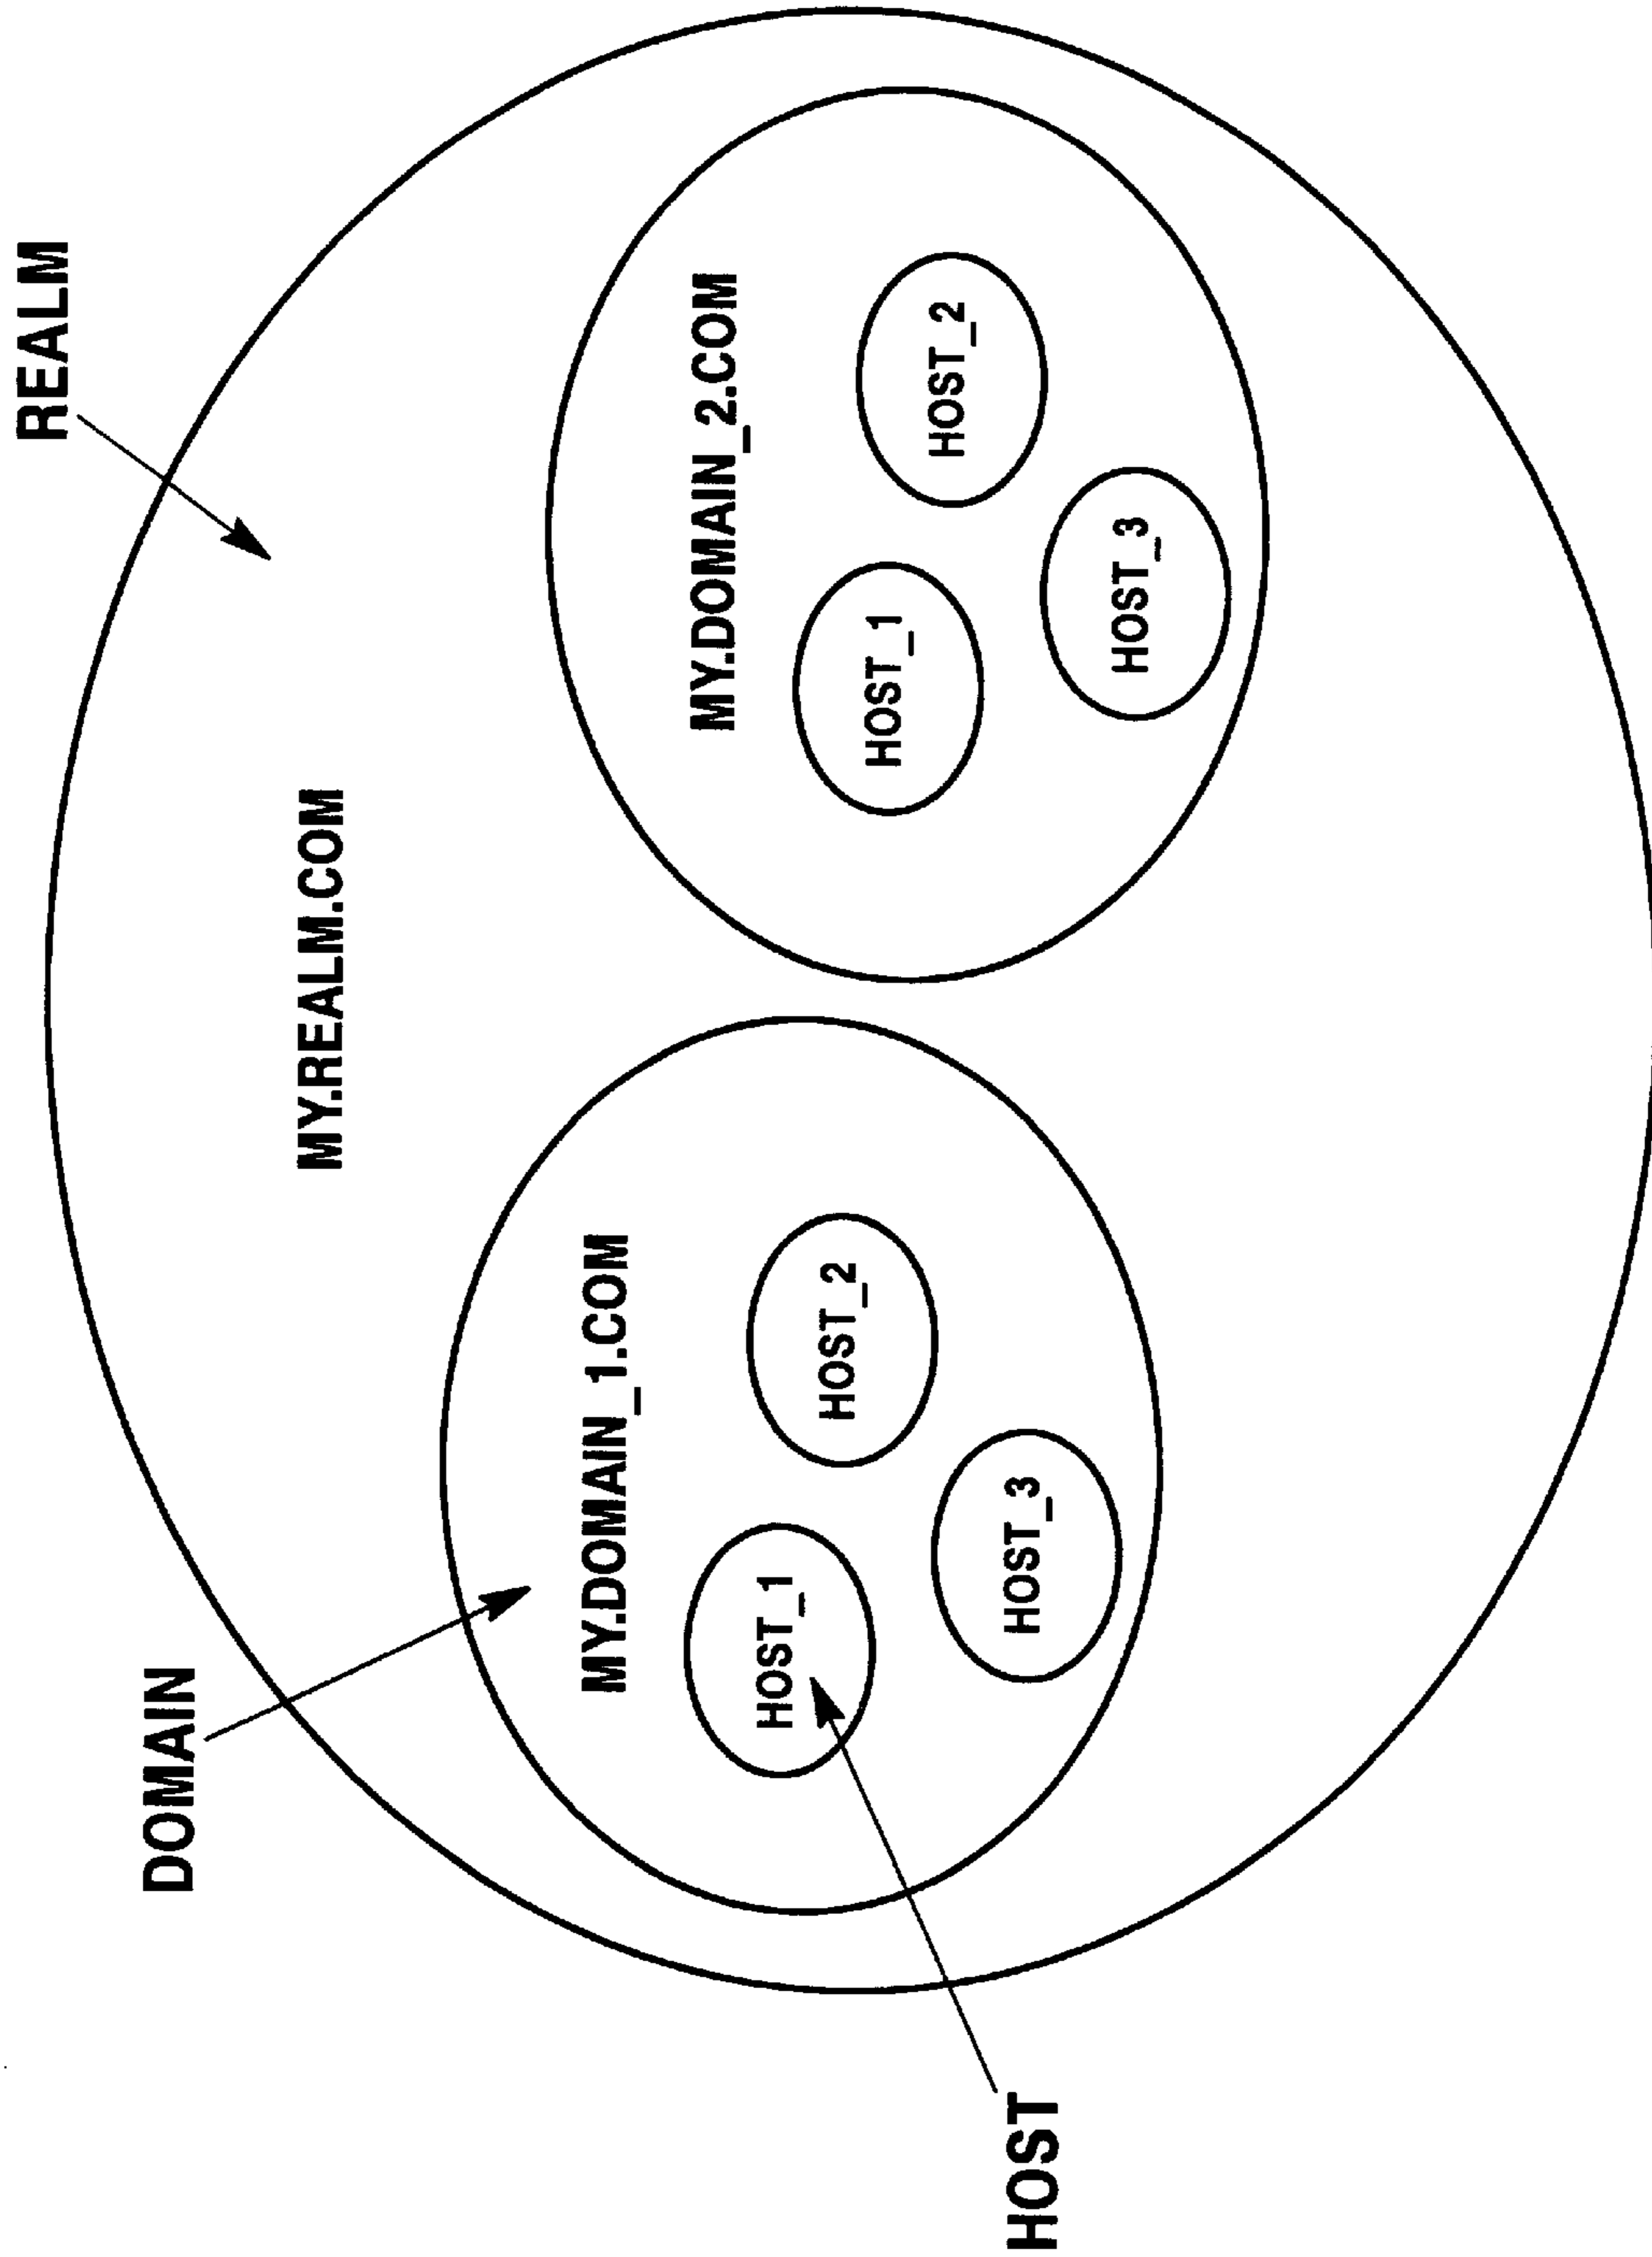 REALM
DOMAIN
MY.REALM.COM
MY.DOMAIN_1.COM
HOST_1
HOST_2
HOST_3
MY.DOMAIN_2.COM
HOST_1
HOST_2
HOST_3
HOST